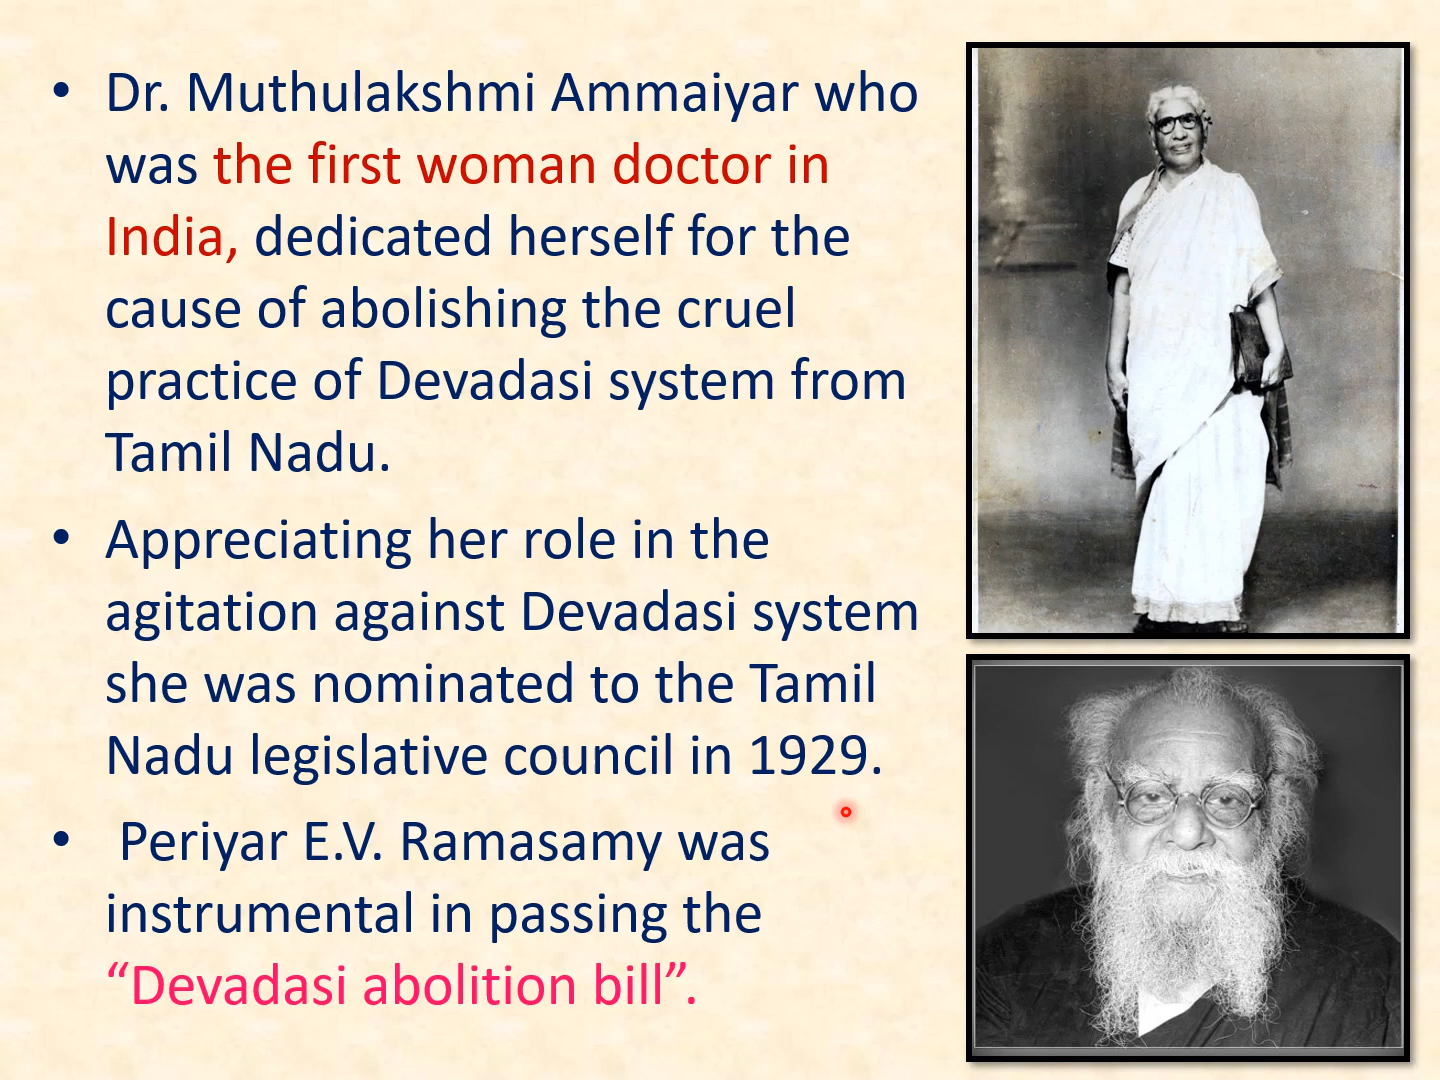 • Dr. Muthulakshmi Ammaiyar who
was the first woman doctor in
India, dedicated herself for the
cause of abolishing the cruel
practice of Devadasi system from
Tamil Nadu.
• Appreciating her role in the
agitation against Devadasi system
she was nominated to the Tamil
Nadu legislative council in 1929.
• Periyar E.V. Ramasamy was
instrumental in passing the
“Devadasi abolition bill”.